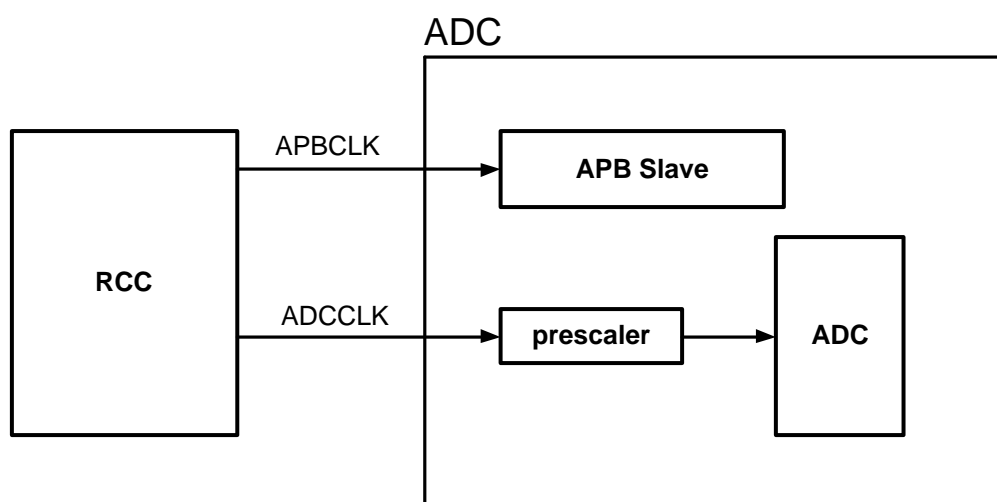 ADC
APBCLK
APB Slave
RCC
ADCCLK
prescaler
ADC